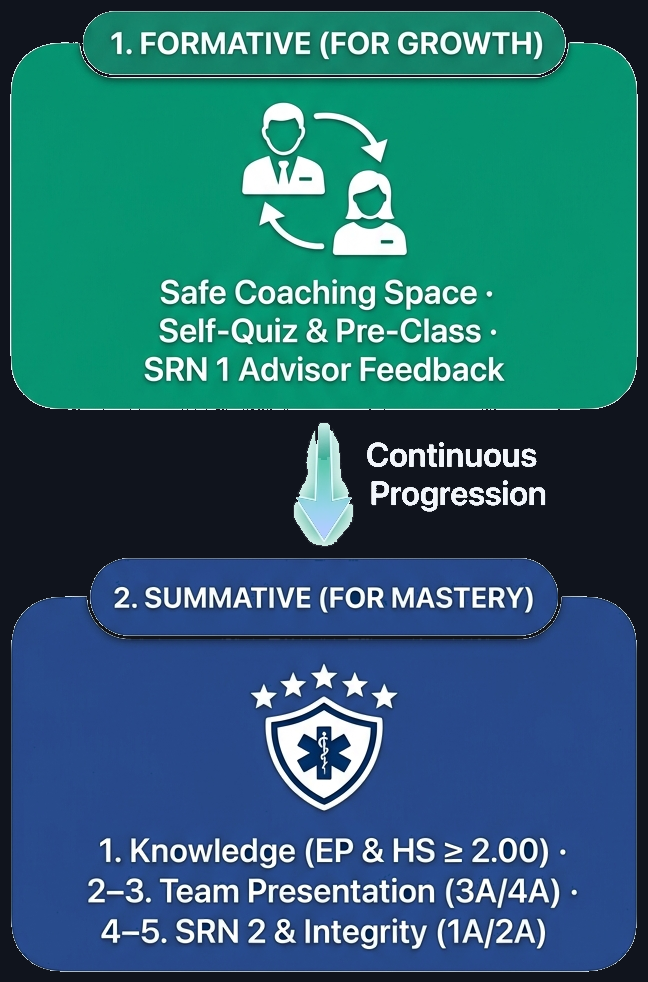 1. FORMATIVE (FOR GROWTH)
Safe Coaching Space ·
Self-Quiz & Pre-Class ·
SRN 1 Advisor Feedback
Continuous
Progression
2. SUMMATIVE (FOR MASTERY)
1. Knowledge (EP & HS ≥ 2.00) ·
2–3. Team Presentation (3A/4A) ·
4–5. SRN 2 & Integrity (1A/2A)